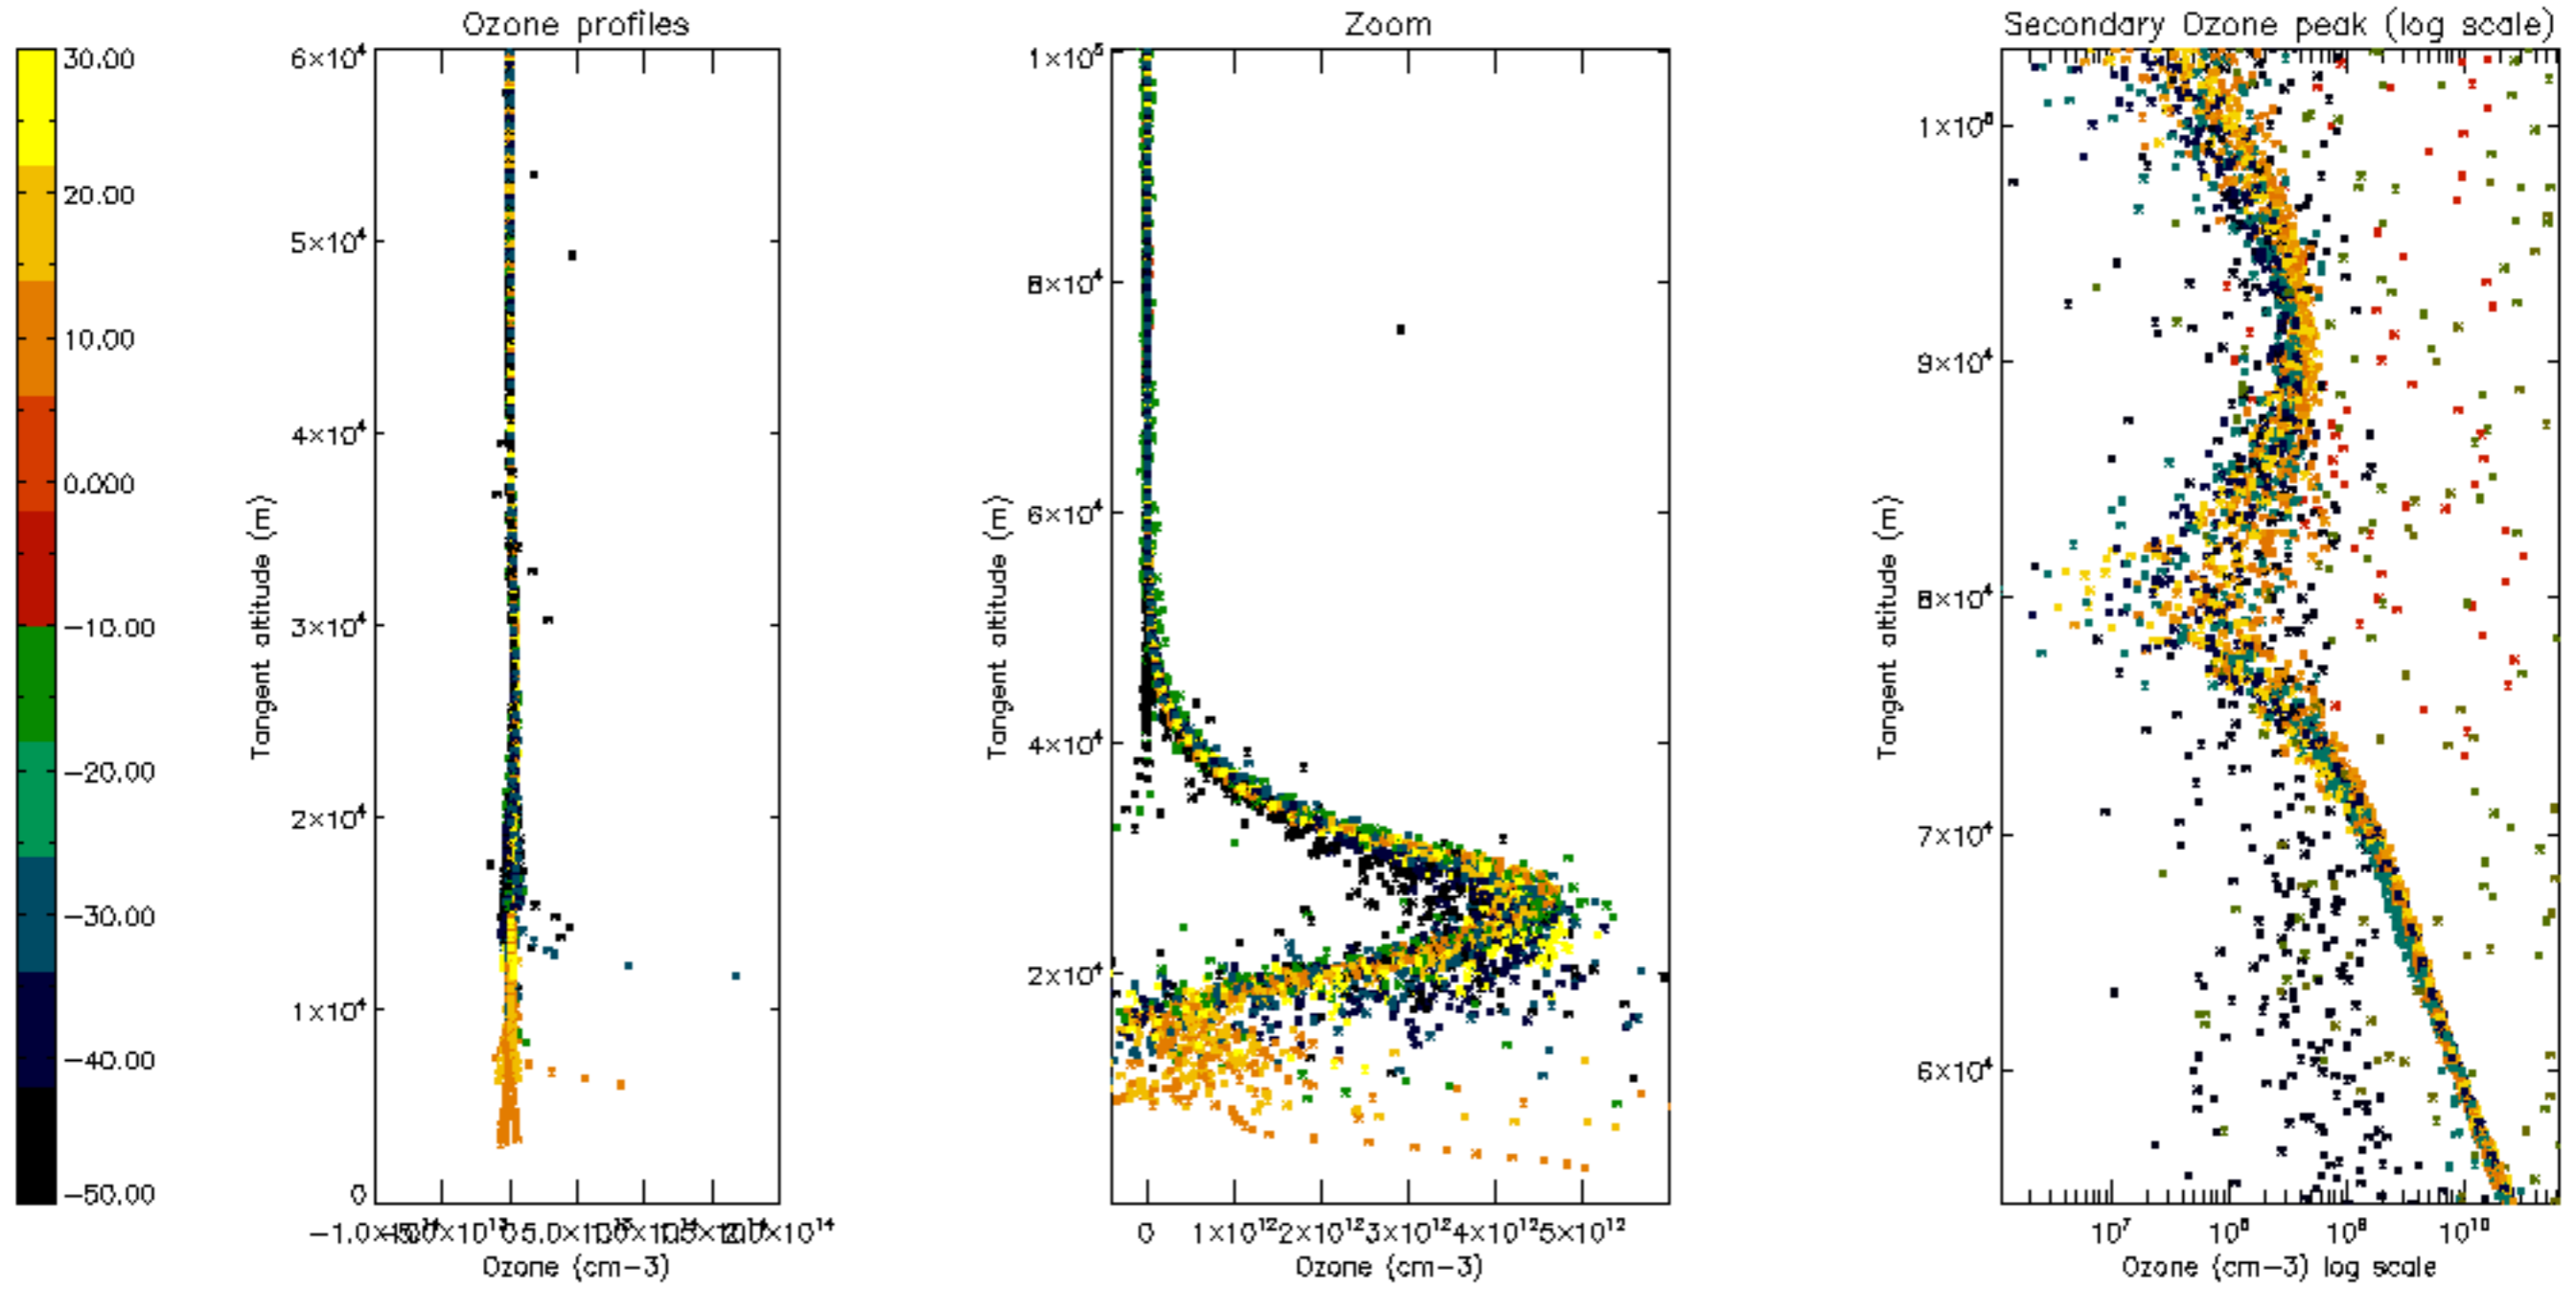 Ozone profiles
Zoom
Secondary Ozone peak (log scale)
30.00
20.00
10.00
0.000
−10.00
−20.00
−30.00
−40.00
−50.00
Tangent altitude (m)
6×10⁴
5×10⁴
4×10⁴
3×10⁴
2×10⁴
1×10⁴
0
Ozone (cm−3)
Tangent altitude (m)
1×10⁵
8×10⁴
6×10⁴
4×10⁴
2×10⁴
0 1×10¹² 2×10¹² 3×10¹² 4×10¹² 5×10¹²
Ozone (cm−3)
Tangent altitude (m)
1×10⁵
9×10⁴
8×10⁴
7×10⁴
6×10⁴
10⁷ 10⁸ 10⁹ 10¹⁰
Ozone (cm−3) log scale